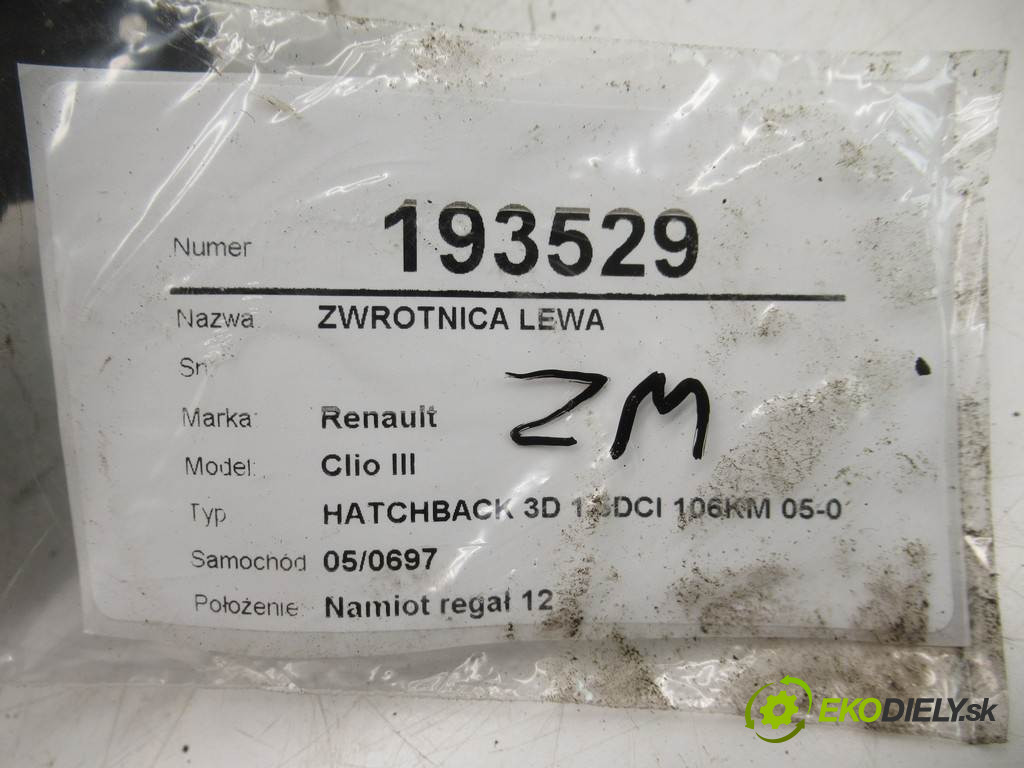 Numer 193529
Nazwa ZWROTNICA LEWA
Sn:
ZM
Marka: Renault
Model: Clio III
Typ HATCHBACK 3D 106KM 05-0
Samochód 05/0697
Położenie: Namiot regał 12
EKODIELY.sk